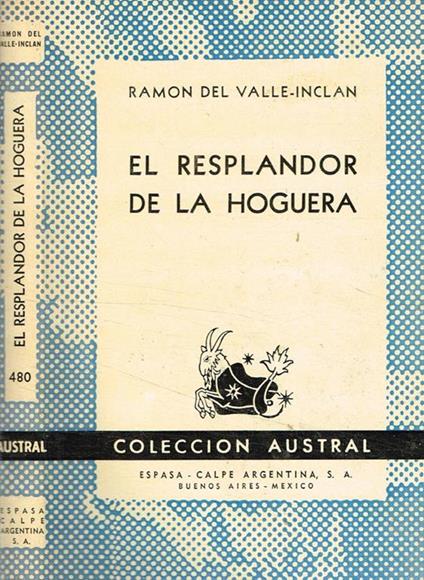 RAMON DEL
VALLE-INCLAN
EL RESPLANDOR DE LA HOGUERA
480
AUSTRAL
ESPASA
CALPE
ARGENTINA
S. A.
RAMON DEL VALLE-INCLAN
EL RESPLANDOR
DE LA HOGUERA
COLECCION AUSTRAL
ESPASA - CALPE ARGENTINA, S. A.
BUENOS AIRES - MEXICO